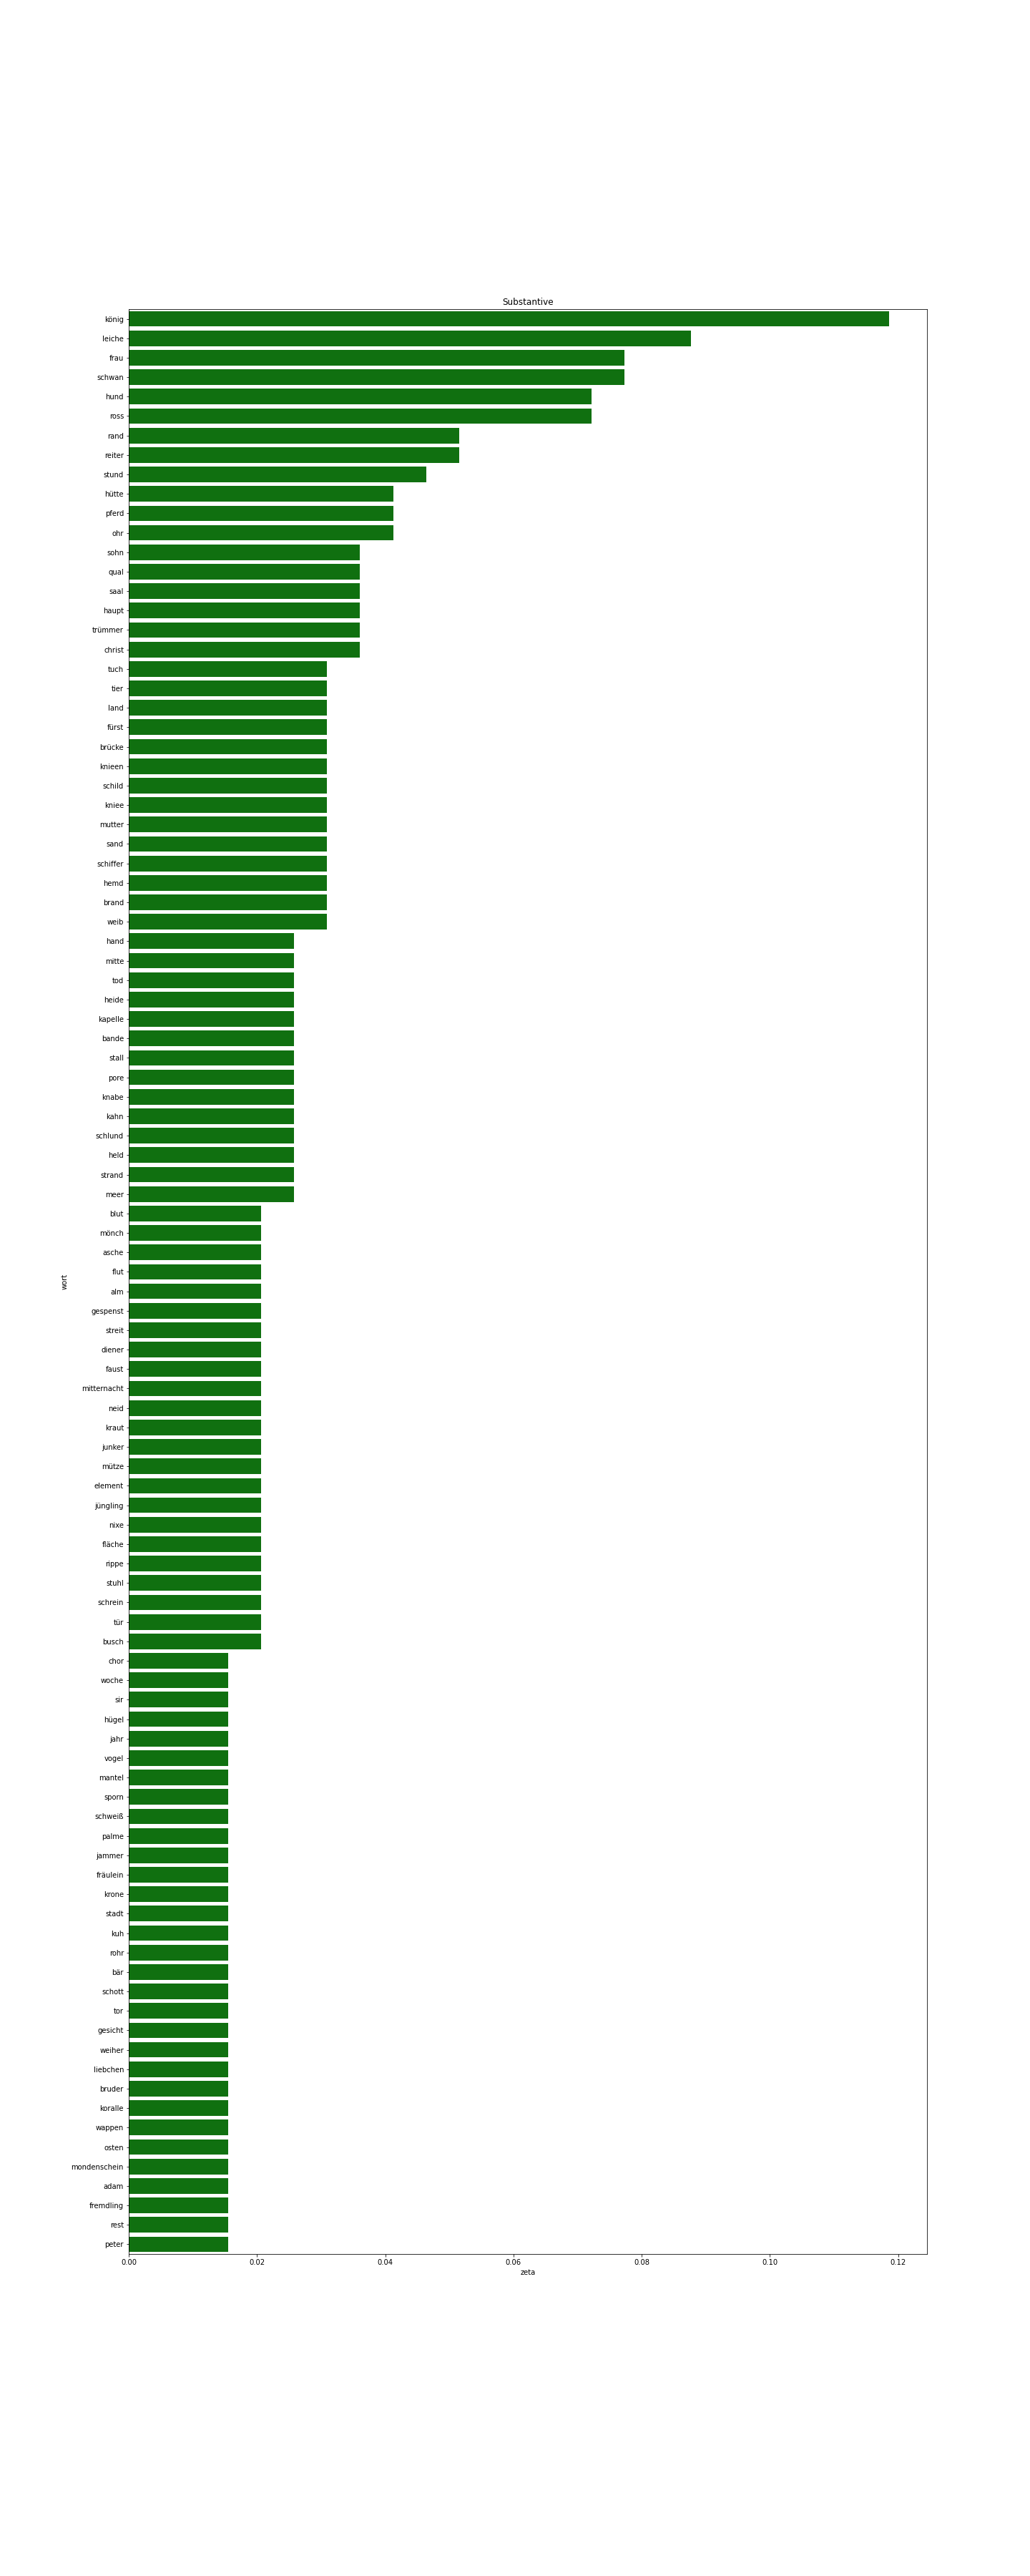 Substantive
könig
leiche
frau
schwan
hund
ross
rand
reiter
stund
hütte
pferd
ohr
sohn
qual
saal
haupt
trümmer
christ
tuch
tier
land
fürst
brücke
knieen
schild
kniee
mutter
sand
schiffer
hemd
brand
weib
hand
mitte
tod
heide
kapelle
bande
stall
pore
knabe
kahn
schlund
held
strand
meer
blut
mönch
asche
flut
alm
gespenst
streit
diener
faust
mitternacht
neid
kraut
junker
mütze
element
jüngling
nixe
fläche
rippe
stuhl
schrein
tür
busch
chor
woche
sir
hügel
jahr
vogel
mantel
sporn
schweiß
palme
jammer
fräulein
krone
stadt
kuh
rohr
bär
schott
tor
gesicht
weiher
liebchen
bruder
koralle
wappen
osten
mondenschein
adam
fremdling
rest
peter
wort
0.00 0.02 0.04 0.06 0.08 0.10 0.12
zeta